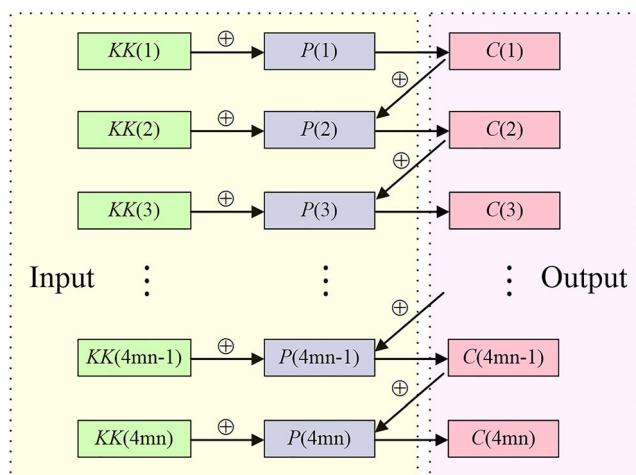 KK(1) ⊕ P(1) C(1)
⊕
KK(2) ⊕ P(2) C(2)
⊕
KK(3) ⊕ P(3) C(3)
Input ⋮ ⋮ ⋮ Output
⊕
KK(4mn-1) ⊕ P(4mn-1) C(4mn-1)
⊕
KK(4mn) ⊕ P(4mn) C(4mn)